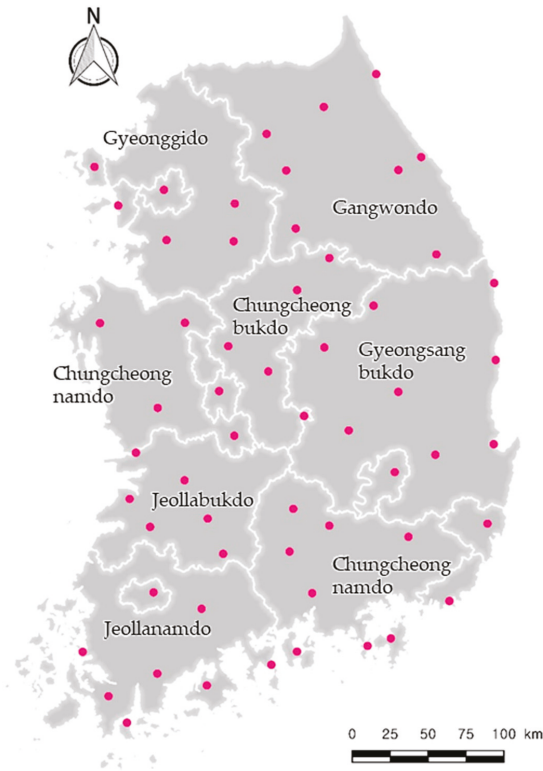 N
Gyeonggido
Gangwondo
Chungcheong
bukdo
Gyeongsang
bukdo
Chungcheong
namdo
Jeollabukdo
Chungcheong
namdo
Jeollanamdo
0 25 50 75 100 km